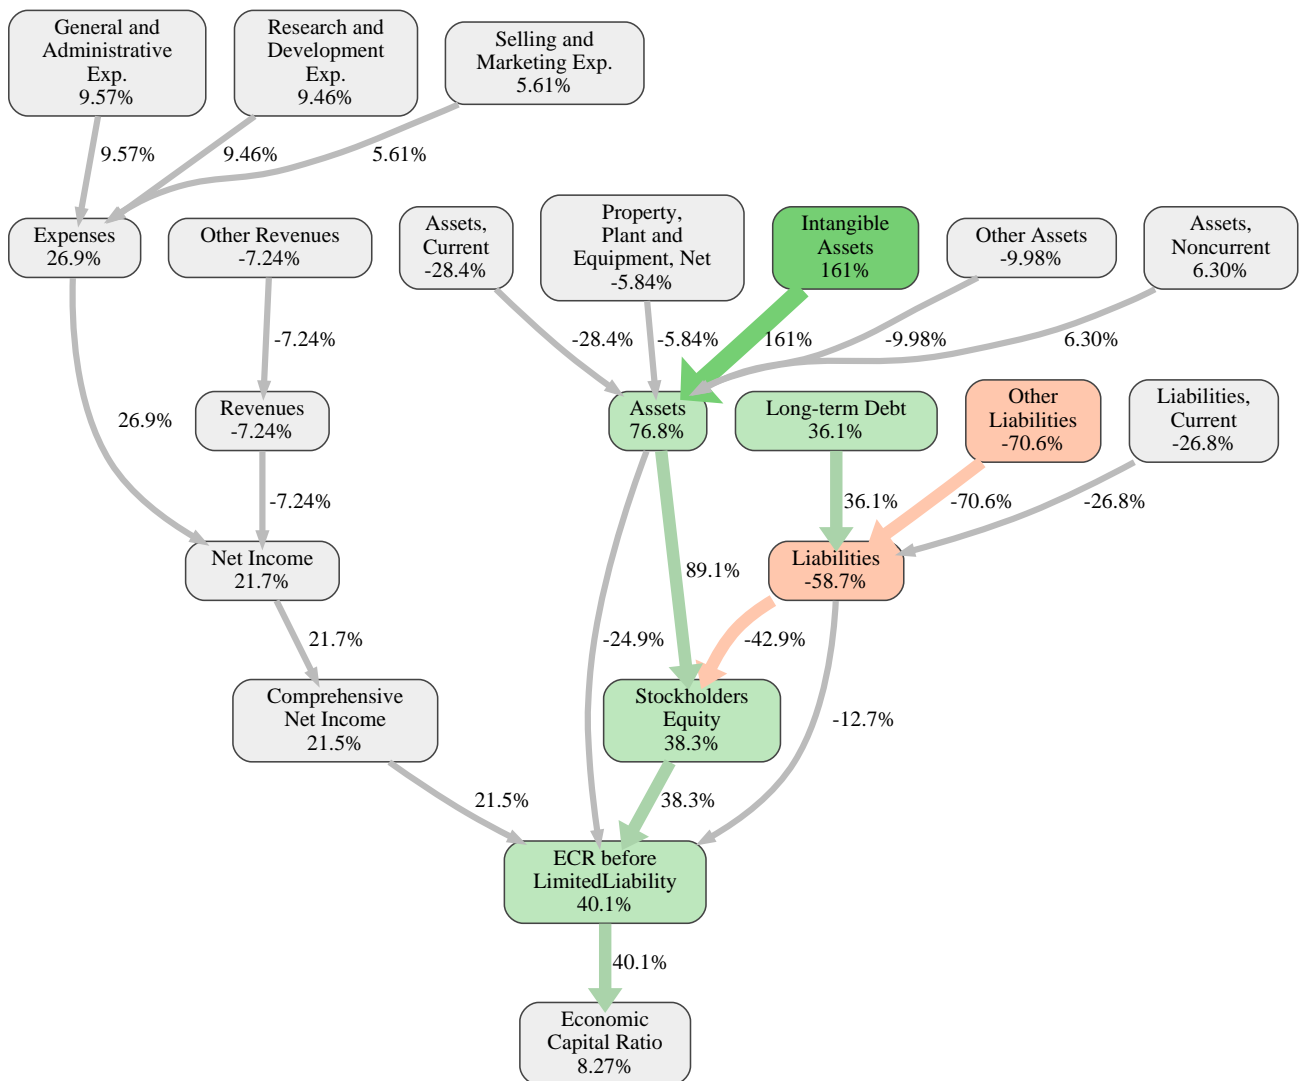 General and
Administrative
Exp.
9.57%
Research and
Development
Exp.
9.46%
Selling and
Marketing Exp.
5.61%
9.57%
9.46%
5.61%
Expenses
26.9%
Other Revenues
-7.24%
Assets,
Current
-28.4%
Property,
Plant and
Equipment, Net
-5.84%
Intangible
Assets
161%
Other Assets
-9.98%
Assets,
Noncurrent
6.30%
-7.24%
-28.4%
-5.84%
161%
-9.98%
6.30%
26.9%
Revenues
-7.24%
Assets
76.8%
Long-term Debt
36.1%
Other
Liabilities
-70.6%
Liabilities,
Current
-26.8%
-7.24%
36.1%
-70.6%
-26.8%
Net Income
21.7%
89.1%
Liabilities
-58.7%
21.7%
-24.9%
-42.9%
Comprehensive
Net Income
21.5%
Stockholders
Equity
38.3%
-12.7%
21.5%
38.3%
ECR before
LimitedLiability
40.1%
40.1%
Economic
Capital Ratio
8.27%